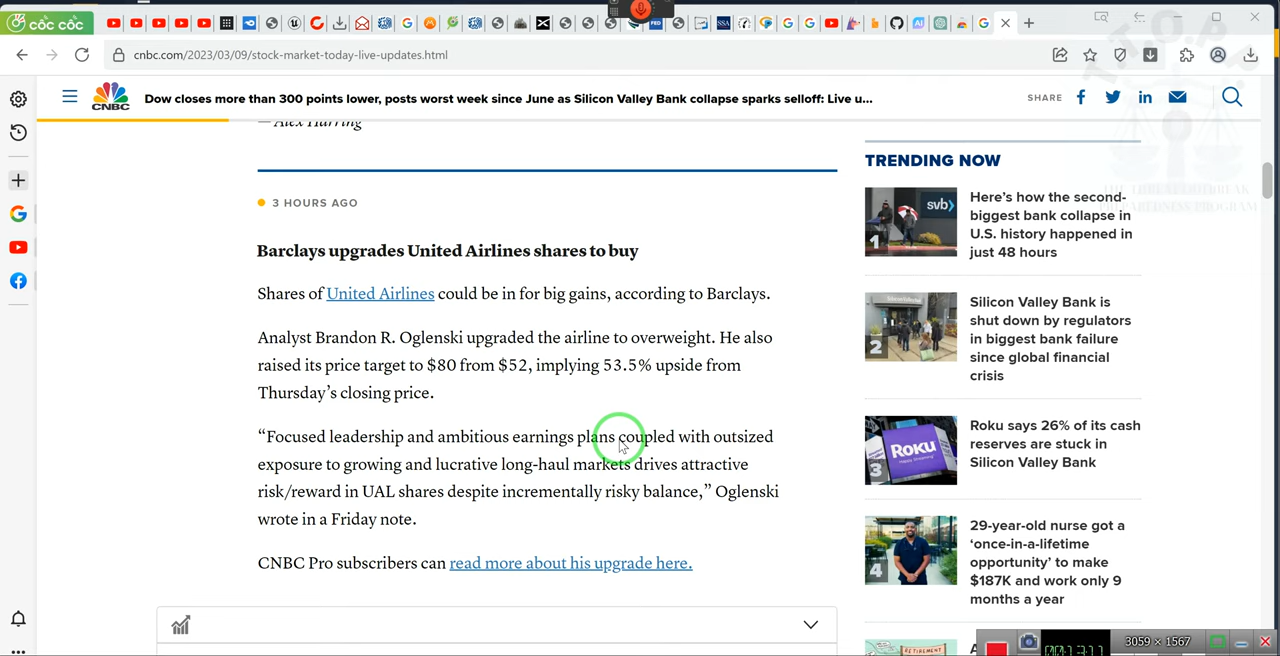 cốc cốc
cnbc.com/2023/03/09/stock-market-today-live-updates.html
CNBC
Dow closes more than 300 points lower, posts worst week since June as Silicon Valley Bank collapse sparks selloff: Live u...
SHARE
— Alex Harring
3 HOURS AGO
Barclays upgrades United Airlines shares to buy
Shares of United Airlines could be in for big gains, according to Barclays.
Analyst Brandon R. Oglenski upgraded the airline to overweight. He also
raised its price target to $80 from $52, implying 53.5% upside from
Thursday’s closing price.
“Focused leadership and ambitious earnings plans coupled with outsized
exposure to growing and lucrative long-haul markets drives attractive
risk/reward in UAL shares despite incrementally risky balance,” Oglenski
wrote in a Friday note.
CNBC Pro subscribers can read more about his upgrade here.
TRENDING NOW
svb
1
Here’s how the second-
biggest bank collapse in
U.S. history happened in
just 48 hours
2
Silicon Valley Bank is
shut down by regulators
in biggest bank failure
since global financial
crisis
Roku
3
Roku says 26% of its cash
reserves are stuck in
Silicon Valley Bank
4
29-year-old nurse got a
‘once-in-a-lifetime
opportunity’ to make
$187K and work only 9
months a year
RETIREMENT
3059 × 1567
T.T.O.P.P.